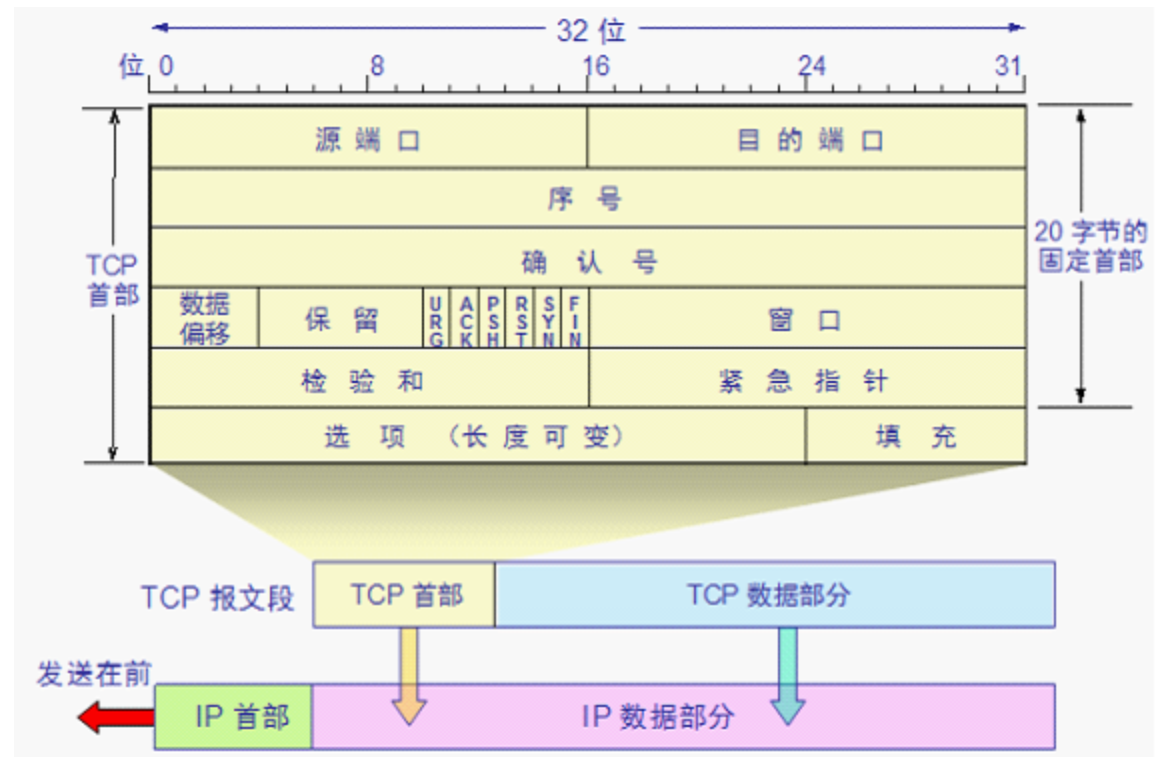 32 位
位 0 8 16 24 31
源 端 口 目 的 端 口
序 号
确 认 号
TCP
首部
20 字节的
固定首部
数据
偏移
保 留
URG
ACK
PSH
RST
SYN
FIN
窗 口
检 验 和 紧 急 指 针
选 项 （长 度 可 变） 填 充
TCP 报文段 TCP 首部 TCP 数据部分
发送在前
IP 首部 IP 数据部分